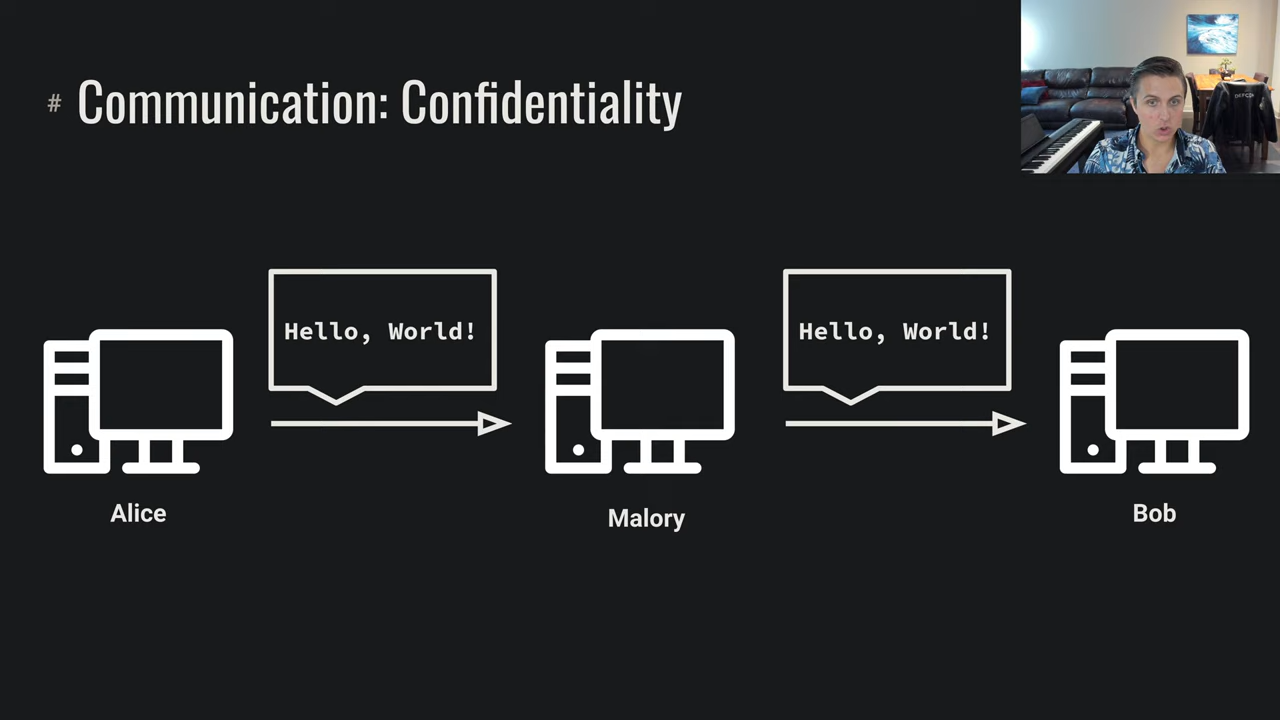 # Communication: Confidentiality
Hello, World!
Hello, World!
Alice
Malory
Bob